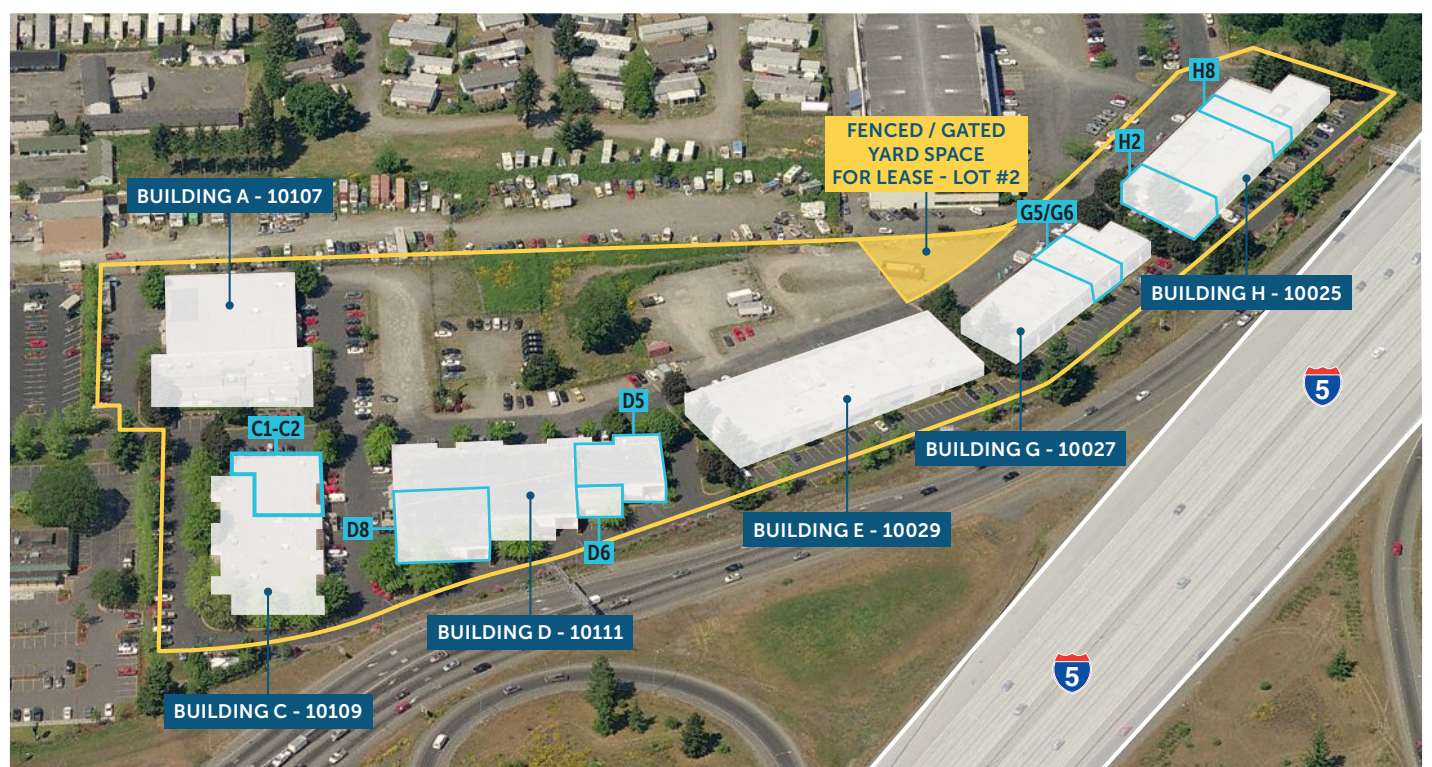 H8
FENCED / GATED
YARD SPACE
FOR LEASE - LOT #2
H2
BUILDING A - 10107
G5/G6
BUILDING H - 10025
5
D5
C1-C2
BUILDING G - 10027
D8
BUILDING E - 10029
D6
BUILDING D - 10111
5
BUILDING C - 10109